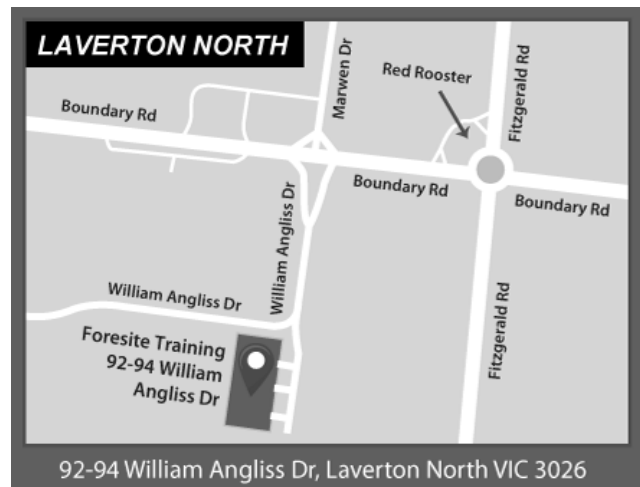 LAVERTON NORTH
Marwen Dr
Red Rooster
Fitzgerald Rd
Boundary Rd
Boundary Rd
Boundary Rd
William Angliss Dr
William Angliss Dr
Fitzgerald Rd
Foresite Training
92-94 William
Angliss Dr
92-94 William Angliss Dr, Laverton North VIC 3026